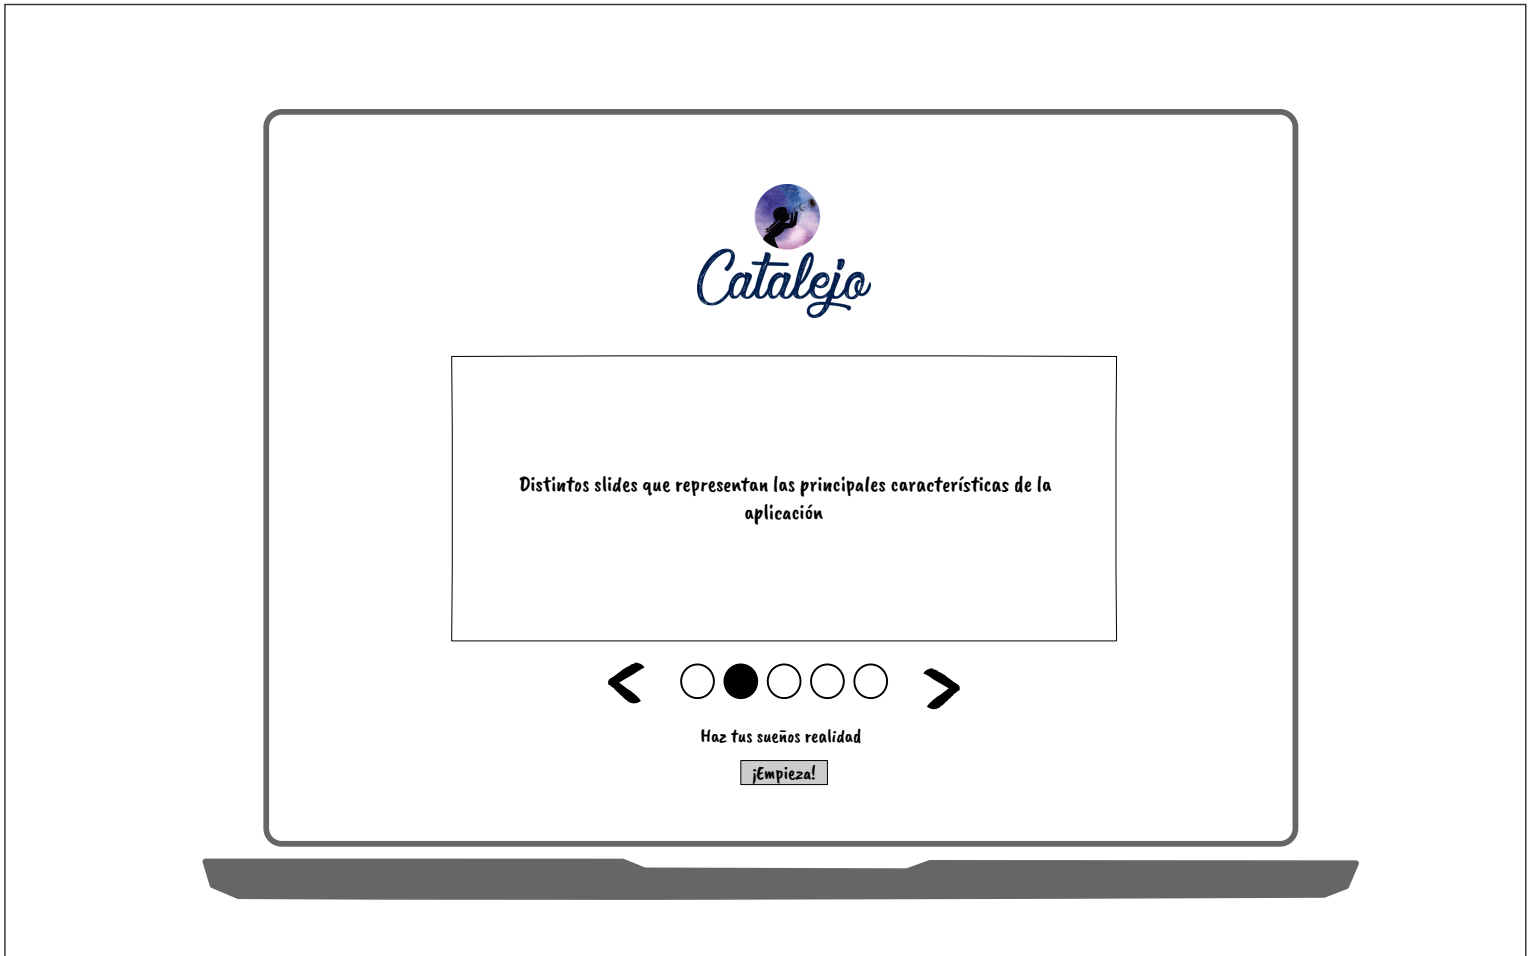 Catalejo
Distintos slides que representan las principales características de la
aplicación
Haz tus sueños realidad
¡Empieza!